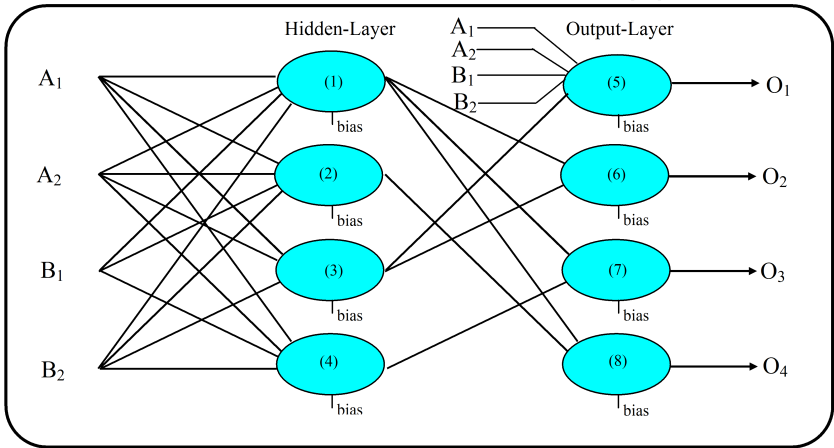 Hidden-Layer
Output-Layer
A1
A2
B1
B2
A1
A2
B1
B2
(1)
bias
(2)
bias
(3)
bias
(4)
bias
(5)
bias
(6)
bias
(7)
bias
(8)
bias
O1
O2
O3
O4